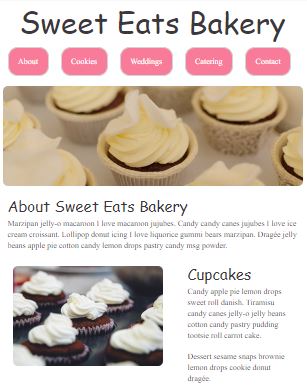 Sweet Eats Bakery
About
Cookies
Weddings
Catering
Contact
About Sweet Eats Bakery
Marzipan jelly-o macaroon I love macaroon jujubes. Candy candy canes jujubes I love ice
cream croissant. Lollipop donut icing I love liquorice gummi bears marzipan. Dragée jelly
beans apple pie cotton candy lemon drops pastry candy msg powder.
Cupcakes
Candy apple pie lemon drops
sweet roll danish. Tiramisu
candy canes jelly-o jelly beans
cotton candy pastry pudding
tootsie roll carrot cake.
Dessert sesame snaps brownie
lemon drops cookie donut
dragée.